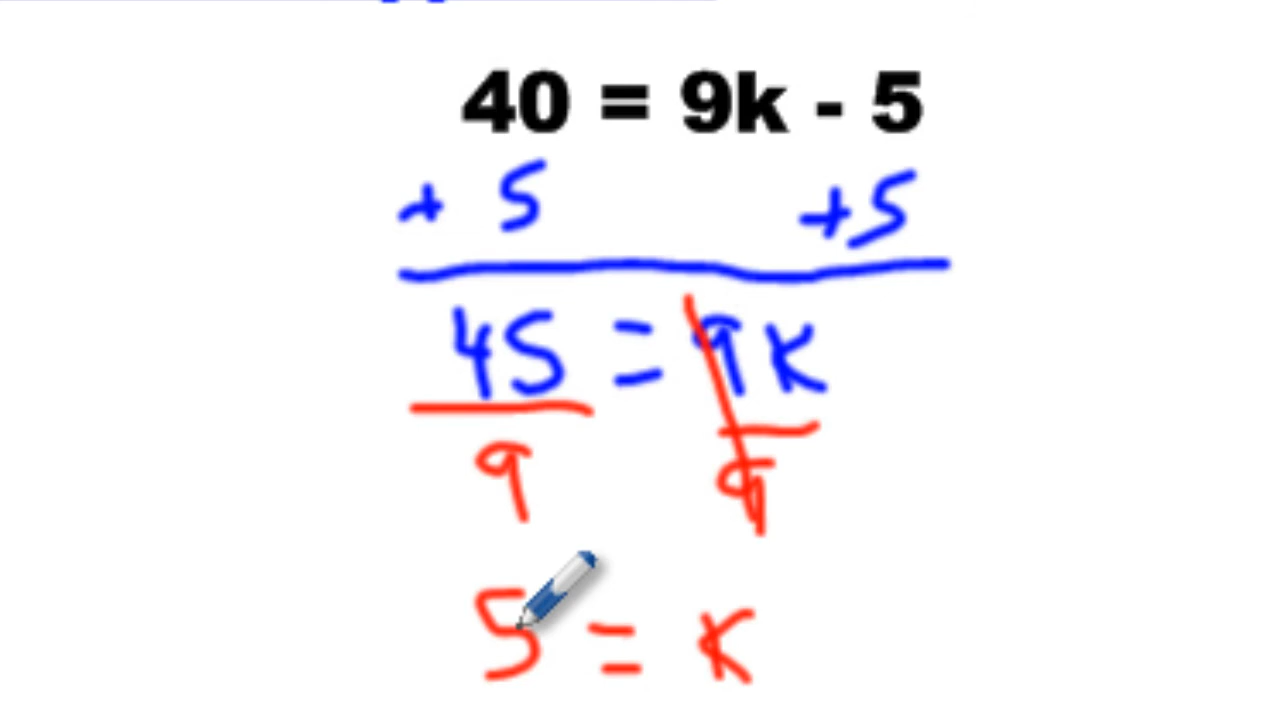 40 = 9k - 5
+ 5 +5
45 = 9k
9 9
5 = k